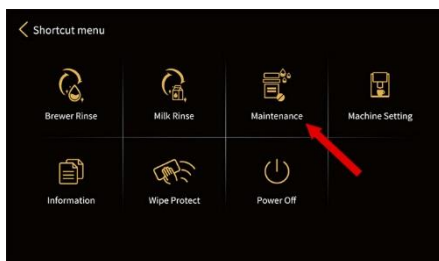 Shortcut menu
Brewer Rinse
Milk Rinse
Maintenance
Machine Setting
Information
Wipe Protect
Power Off